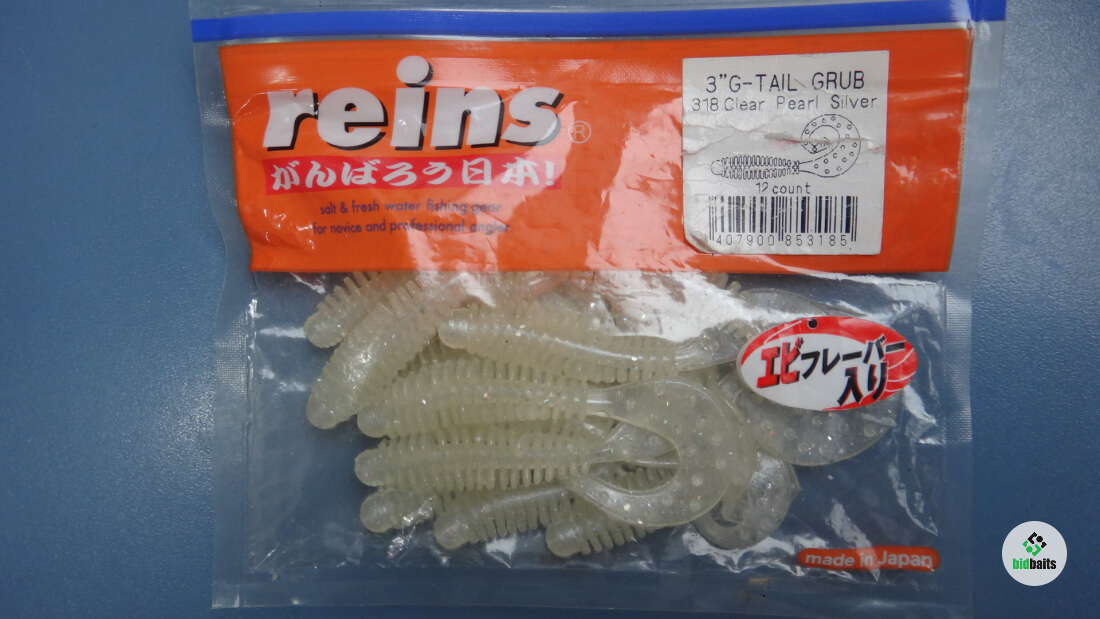 reins®
がんばろう日本!
salt & fresh water fishing gear
for novice and professional angler
3"G-TAIL GRUB
318 Clear Pearl Silver
12 count
407900 853185
エビフレーバー
入り
made in Japan
bidbaits